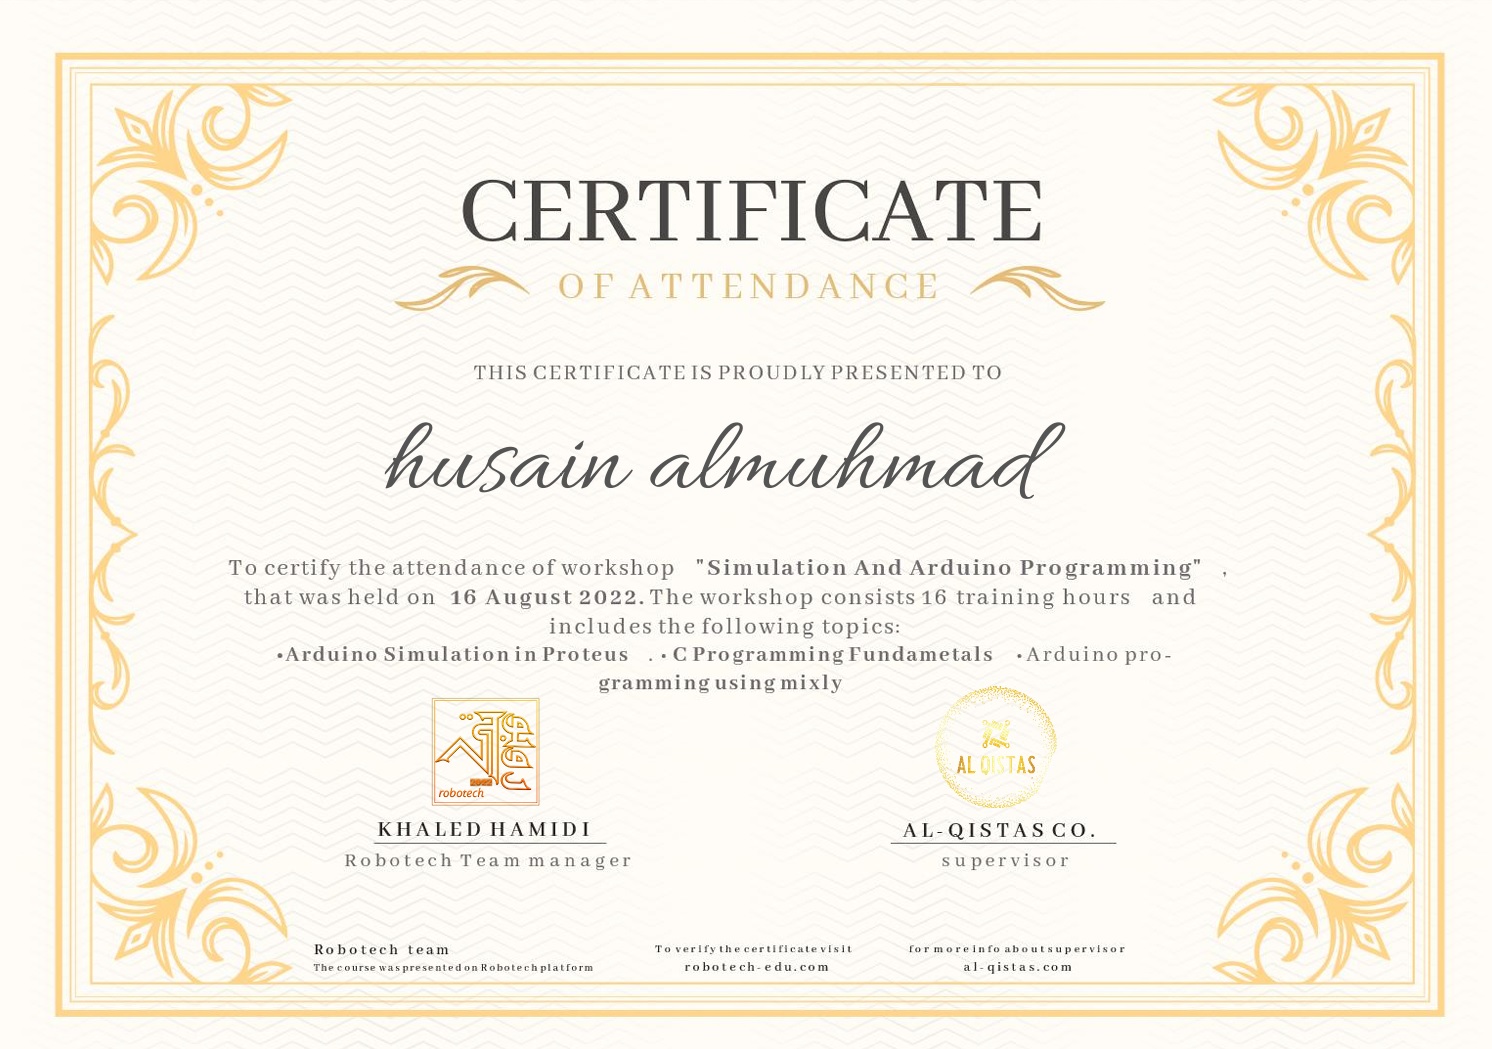 CERTIFICATE
OF ATTENDANCE
THIS CERTIFICATE IS PROUDLY PRESENTED TO
husain almuhmad
To certify the attendance of workshop "Simulation And Arduino Programming" ,
that was held on 16 August 2022. The workshop consists 16 training hours and
includes the following topics:
•Arduino Simulation in Proteus . • C Programming Fundametals •Arduino pro-
gramming using mixly
robotech
AL QISTAS
KHALED HAMIDI
AL-QISTAS CO.
Robotech Team manager
supervisor
Robotech team
The course was presented on Robotech platform
To verify the certificate visit
robotech-edu.com
for more info about supervisor
al-qistas.com